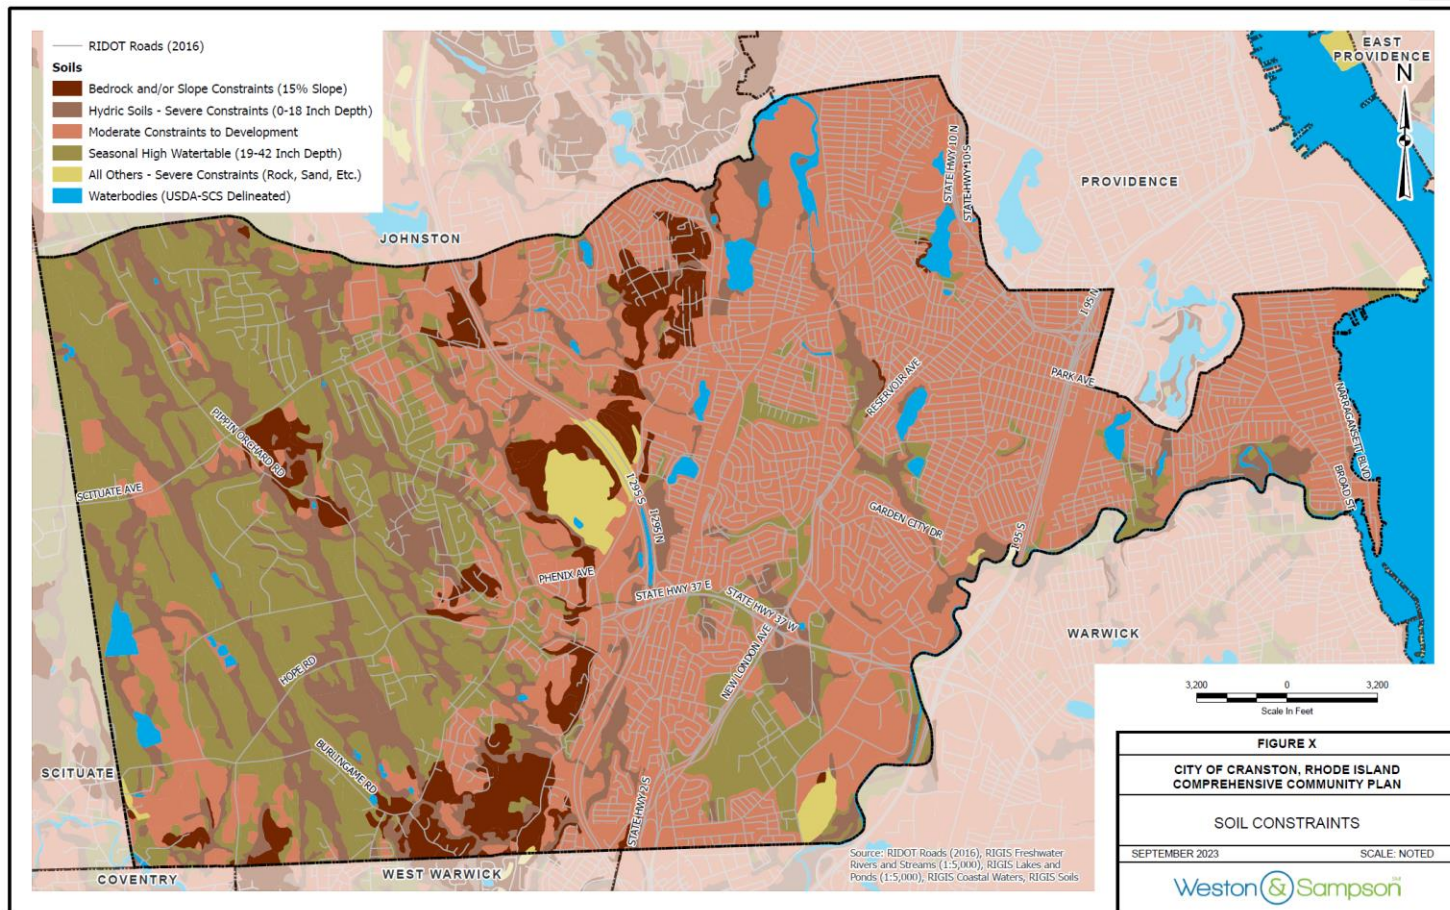 RIDOT Roads (2016)
Soils
Bedrock and/or Slope Constraints (15% Slope)
Hydric Soils - Severe Constraints (0-18 Inch Depth)
Moderate Constraints to Development
Seasonal High Watertable (19-42 Inch Depth)
All Others - Severe Constraints (Rock, Sand, Etc.)
Waterbodies (USDA-SCS Delineated)
EAST
PROVIDENCE
N
PROVIDENCE
JOHNSTON
STATE HWY 10 N
STATE HWY 10 S
I 95 N
PARK AVE
RESERVOIR AVE
NARRAGANSETT BLVD
BROAD ST
PIPPIN ORCHARD RD
SCITUATE AVE
I 295 S
I 295 N
GARDEN CITY DR
I 95 S
PHENIX AVE
STATE HWY 37 E
STATE HWY 37 W
NEW LONDON AVE
WARWICK
HOPE RD
BURLINGAME RD
SCITUATE
STATE HWY 2 S
COVENTRY
WEST WARWICK
3,200 0 3,200
Scale In Feet
Source: RIDOT Roads (2016), RIGIS Freshwater
Rivers and Streams (1:5,000), RIGIS Lakes and
Ponds (1:5,000), RIGIS Coastal Waters, RIGIS Soils
FIGURE X
CITY OF CRANSTON, RHODE ISLAND
COMPREHENSIVE COMMUNITY PLAN
SOIL CONSTRAINTS
SEPTEMBER 2023 SCALE: NOTED
Weston & Sampson